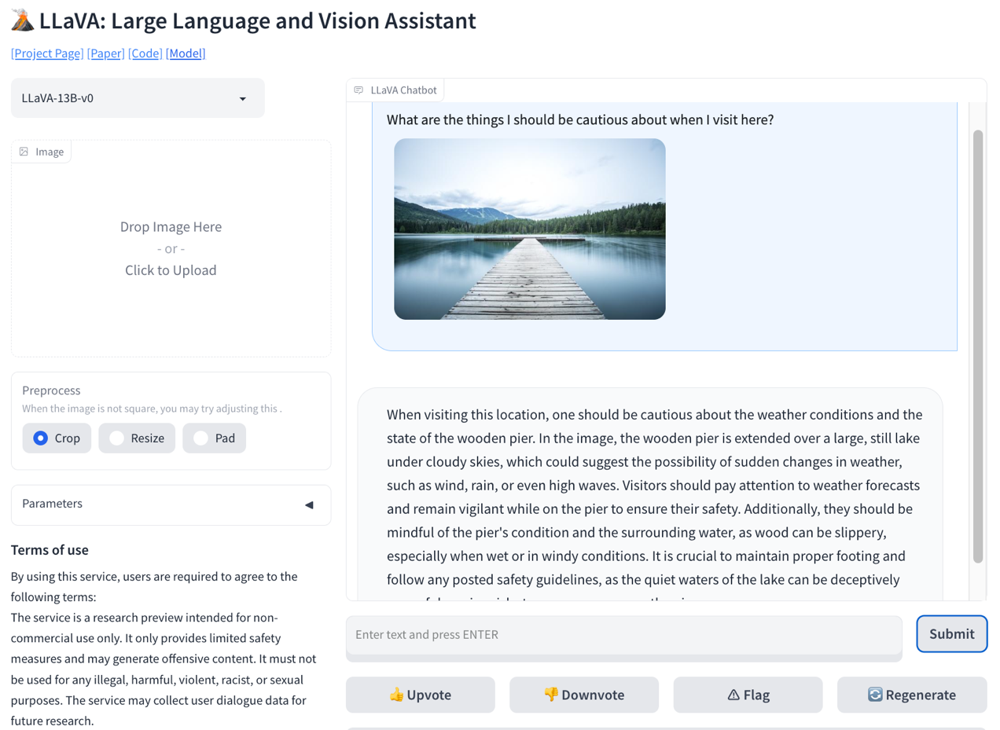 🌋 LLaVA: Large Language and Vision Assistant
[Project Page] [Paper] [Code] [Model]
LLaVA-13B-v0
Image
Drop Image Here
- or -
Click to Upload
Preprocess
When the image is not square, you may try adjusting this .
Crop Resize Pad
Parameters ◀
Terms of use
By using this service, users are required to agree to the
following terms:
The service is a research preview intended for non-
commercial use only. It only provides limited safety
measures and may generate offensive content. It must not
be used for any illegal, harmful, violent, racist, or sexual
purposes. The service may collect user dialogue data for
future research.
LLaVA Chatbot
What are the things I should be cautious about when I visit here?
When visiting this location, one should be cautious about the weather conditions and the
state of the wooden pier. In the image, the wooden pier is extended over a large, still lake
under cloudy skies, which could suggest the possibility of sudden changes in weather,
such as wind, rain, or even high waves. Visitors should pay attention to weather forecasts
and remain vigilant while on the pier to ensure their safety. Additionally, they should be
mindful of the pier's condition and the surrounding water, as wood can be slippery,
especially when wet or in windy conditions. It is crucial to maintain proper footing and
follow any posted safety guidelines, as the quiet waters of the lake can be deceptively
Enter text and press ENTER
Submit
👍 Upvote
👎 Downvote
⚠ Flag
🔄 Regenerate